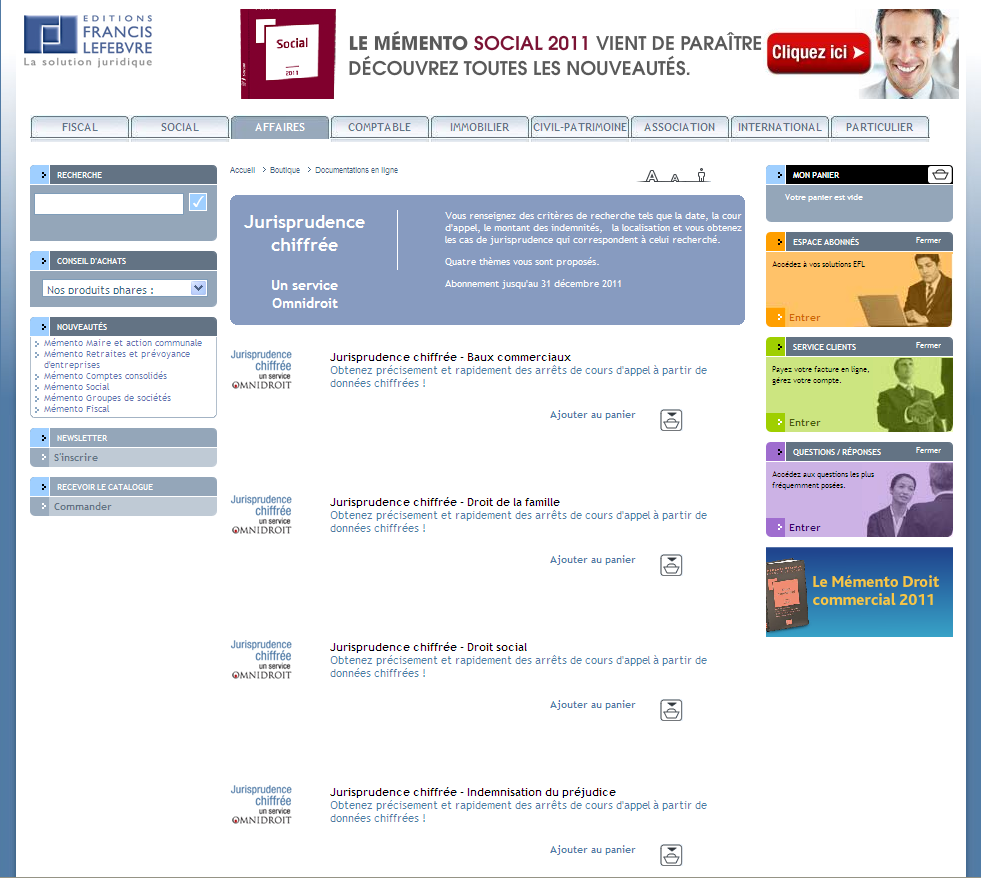 EDITIONS
FRANCIS
LEFEBVRE
La solution juridique
Social
2011
LE MÉMENTO SOCIAL 2011 VIENT DE PARAÎTRE
DÉCOUVREZ TOUTES LES NOUVEAUTÉS.
Cliquez ici
FISCAL
SOCIAL
AFFAIRES
COMPTABLE
IMMOBILIER
CIVIL-PATRIMOINE
ASSOCIATION
INTERNATIONAL
PARTICULIER
RECHERCHE
CONSEIL D'ACHATS
Nos produits phares :
NOUVEAUTÉS
Mémento Maire et action communale
Mémento Retraites et prévoyance
d'entreprises
Mémento Comptes consolidés
Mémento Social
Mémento Groupes de sociétés
Mémento Fiscal
NEWSLETTER
S'inscrire
RECEVOIR LE CATALOGUE
Commander
Accueil > Boutique > Documentations en ligne
A A
Jurisprudence
chiffrée
Un service
Omnidroit
Vous renseignez des critères de recherche tels que la date, la cour
d'appel, le montant des indemnités, la localisation et vous obtenez
les cas de jurisprudence qui correspondent à celui recherché.
Quatre thèmes vous sont proposés.
Abonnement jusqu'au 31 décembre 2011
Jurisprudence
chiffrée
un service
OMNIDROIT
Jurisprudence chiffrée - Baux commerciaux
Obtenez précisement et rapidement des arrêts de cours d'appel à partir de
données chiffrées !
Ajouter au panier
Jurisprudence
chiffrée
un service
OMNIDROIT
Jurisprudence chiffrée - Droit de la famille
Obtenez précisement et rapidement des arrêts de cours d'appel à partir de
données chiffrées !
Ajouter au panier
Jurisprudence
chiffrée
un service
OMNIDROIT
Jurisprudence chiffrée - Droit social
Obtenez précisement et rapidement des arrêts de cours d'appel à partir de
données chiffrées !
Ajouter au panier
Jurisprudence
chiffrée
un service
OMNIDROIT
Jurisprudence chiffrée - Indemnisation du préjudice
Obtenez précisement et rapidement des arrêts de cours d'appel à partir de
données chiffrées !
Ajouter au panier
MON PANIER
Votre panier est vide
ESPACE ABONNÉS Fermer
Accédez à vos solutions EFL
Entrer
SERVICE CLIENTS Fermer
Payez votre facture en ligne,
gérez votre compte.
Entrer
QUESTIONS / RÉPONSES Fermer
Accédez aux questions les plus
fréquemment posées.
Entrer
Le Mémento Droit
commercial 2011